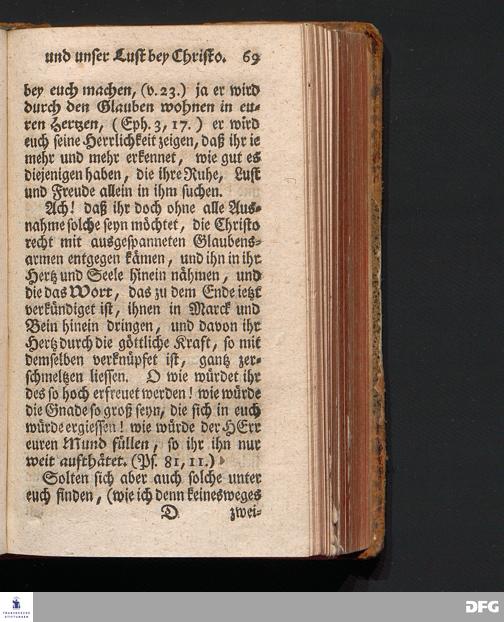 und unser Lust bey Christo. 69
bey euch machen, (v. 23.) ja er wird
durch den Glauben wohnen in eu-
ren Hertzen, (Eph. 3, 17.) er wird
euch seine Herrlichkeit zeigen, daß ihr ie
mehr und mehr erkennet, wie gut es
diejenigen haben, die ihre Ruhe, Lust
und Freude allein in ihm suchen.
Ach! daß ihr doch ohne alle Aus-
nahme solche seyn möchtet, die Christo
recht mit ausgespanneten Glaubens-
armen entgegen kämen, und ihn in ihr
Hertz und Seele hinein nähmen, und
die das Wort, das zu dem Ende ietzt
verkündiget ist, ihnen in Marck und
Bein hinein dringen, und davon ihr
Hertz durch die göttliche Kraft, so mit
demselben verknüpfet ist, gantz zer-
schmeltzen liessen. O wie würdet ihr
des so hoch erfreuet werden! wie würde
die Gnade so groß seyn, die sich in euch
würde ergiessen! wie würde der HErr
euren Mund füllen, so ihr ihn nur
weit aufthätet. (Ps. 81, 11.)
Solten sich aber auch solche unter
euch finden, (wie ich denn keinesweges
D zwei-
FRANCKESCHE
STIFTUNGEN
DFG